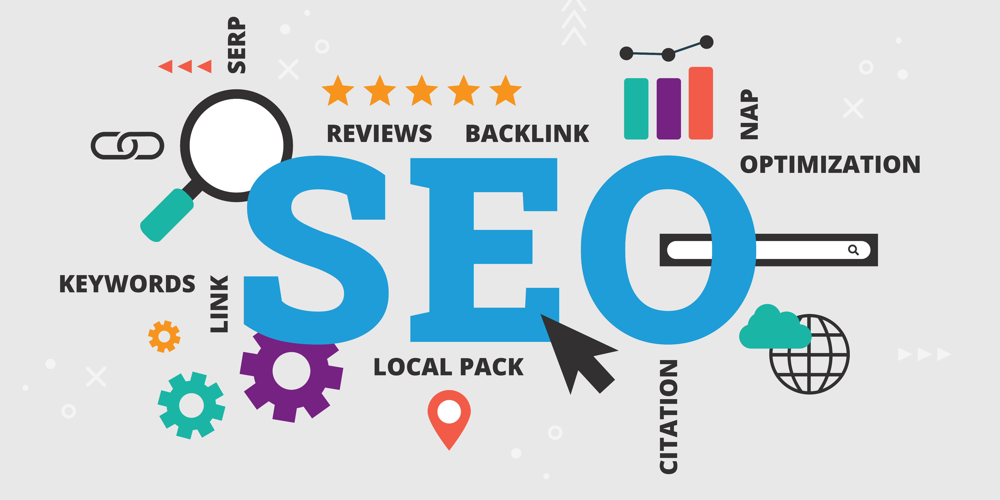 SERP
REVIEWS
BACKLINK
NAP
OPTIMIZATION
SEO
KEYWORDS
LINK
LOCAL PACK
CITATION